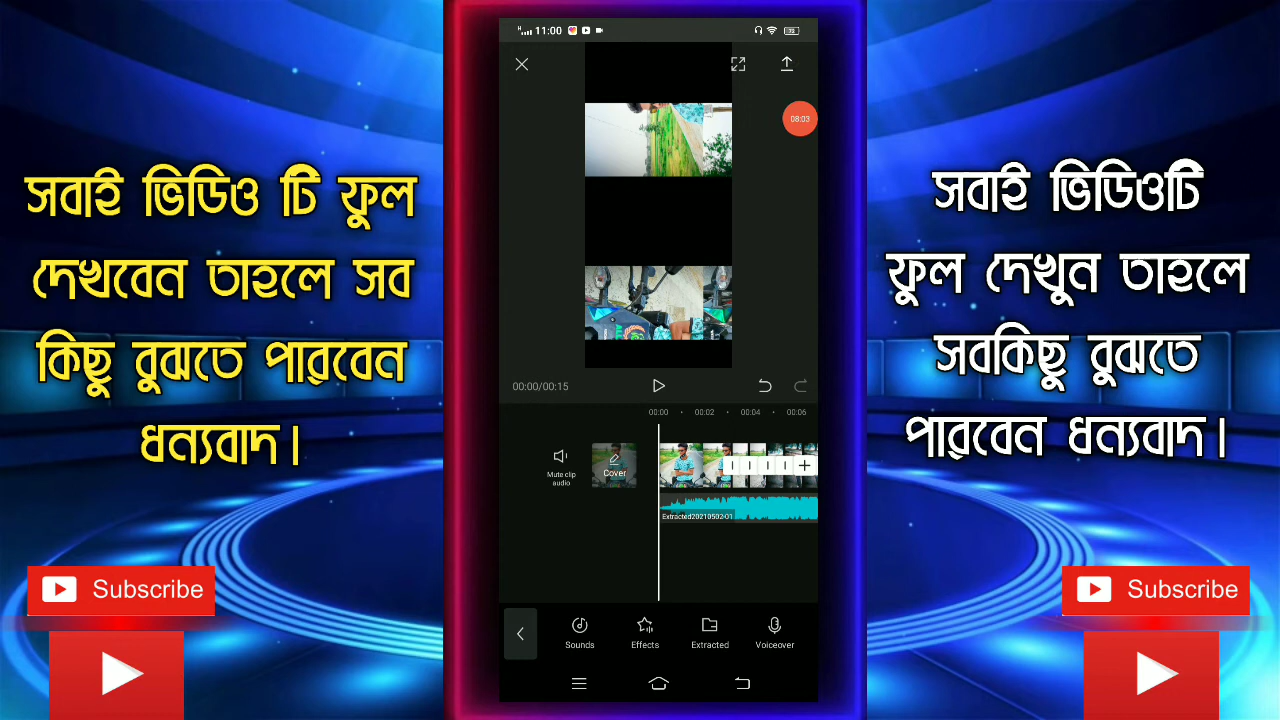 সবাই ভিডিও টি ফুল
দেখবেন তাহলে সব
কিছু বুঝতে পারবেন
ধন্যবাদ।
Subscribe
11:00
72
08:03
00:00/00:15
00:00 00:02 00:04 00:06
Mute clip
audio
Cover
Extracted20210502-01
Sounds Effects Extracted Voiceover
সবাই ভিডিওটি
ফুল দেখুন তাহলে
সবকিছু বুঝতে
পারবেন ধন্যবাদ।
Subscribe